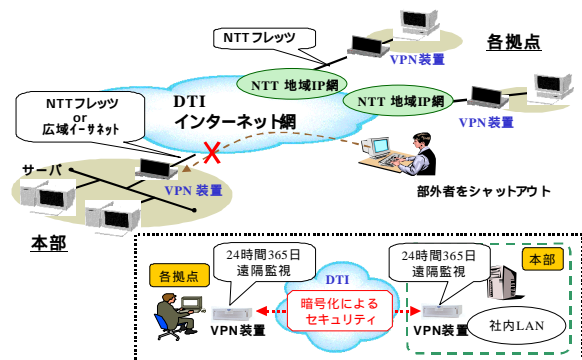 NTTフレッツ
各拠点
VPN装置
NTT 地域IP網
NTT 地域IP網
VPN装置
DTI
インターネット網
NTTフレッツ
or
広域イーサネット
サーバ
VPN 装置
部外者をシャットアウト
本部
24時間365日
遠隔監視
24時間365日
遠隔監視
各拠点
DTI
本部
暗号化による
セキュリティ
VPN装置
VPN装置
社内LAN